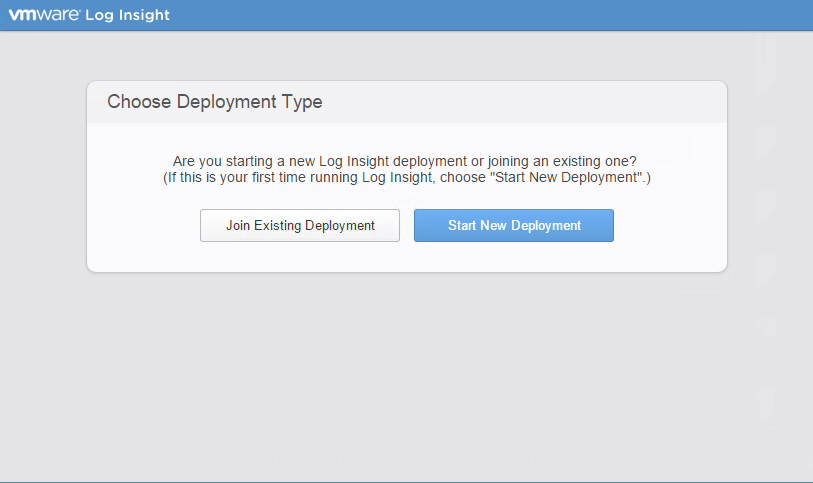 vmware® Log Insight
Choose Deployment Type
Are you starting a new Log Insight deployment or joining an existing one?
(If this is your first time running Log Insight, choose "Start New Deployment".)
Join Existing Deployment
Start New Deployment